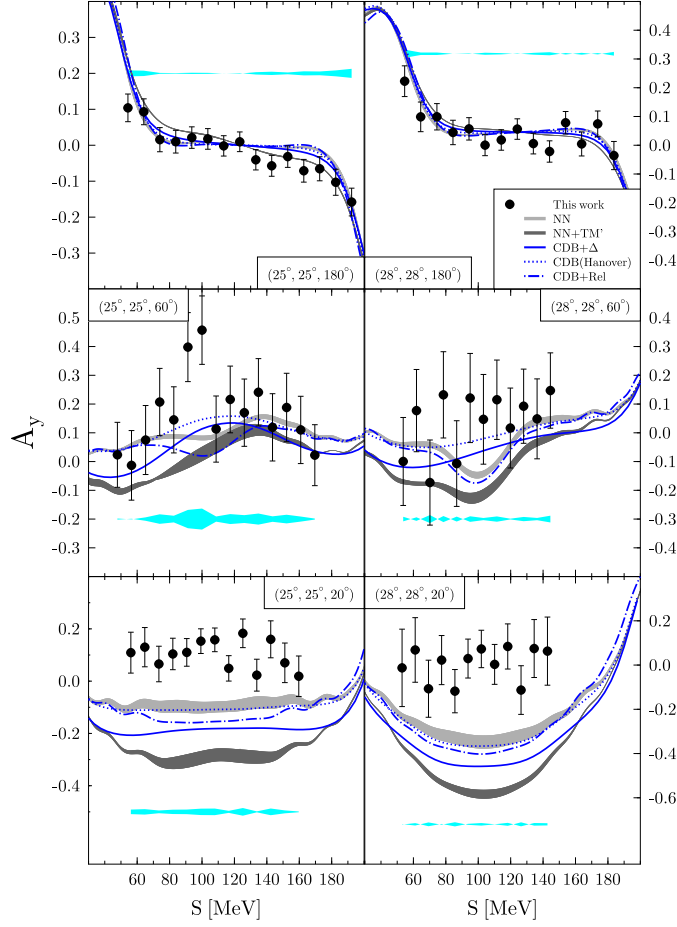 0.4
0.3
0.2
0.1
0.0
-0.1
-0.2
-0.3
0.4
0.3
0.2
0.1
0.0
-0.1
-0.2
-0.3
-0.4
This work
NN
NN+TM'
CDB+Δ
CDB(Hanover)
CDB+Rel
(25°, 25°, 180°)
(28°, 28°, 180°)
(25°, 25°, 60°)
(28°, 28°, 60°)
0.5
0.4
0.3
0.2
0.1
0.0
-0.1
-0.2
-0.3
0.4
0.3
0.2
0.1
0.0
-0.1
-0.2
-0.3
-0.4
A_y
(25°, 25°, 20°)
(28°, 28°, 20°)
0.2
0.0
-0.2
-0.4
0.2
0.0
-0.2
-0.4
-0.6
60 80 100 120 140 160 180
60 80 100 120 140 160 180
S [MeV]
S [MeV]